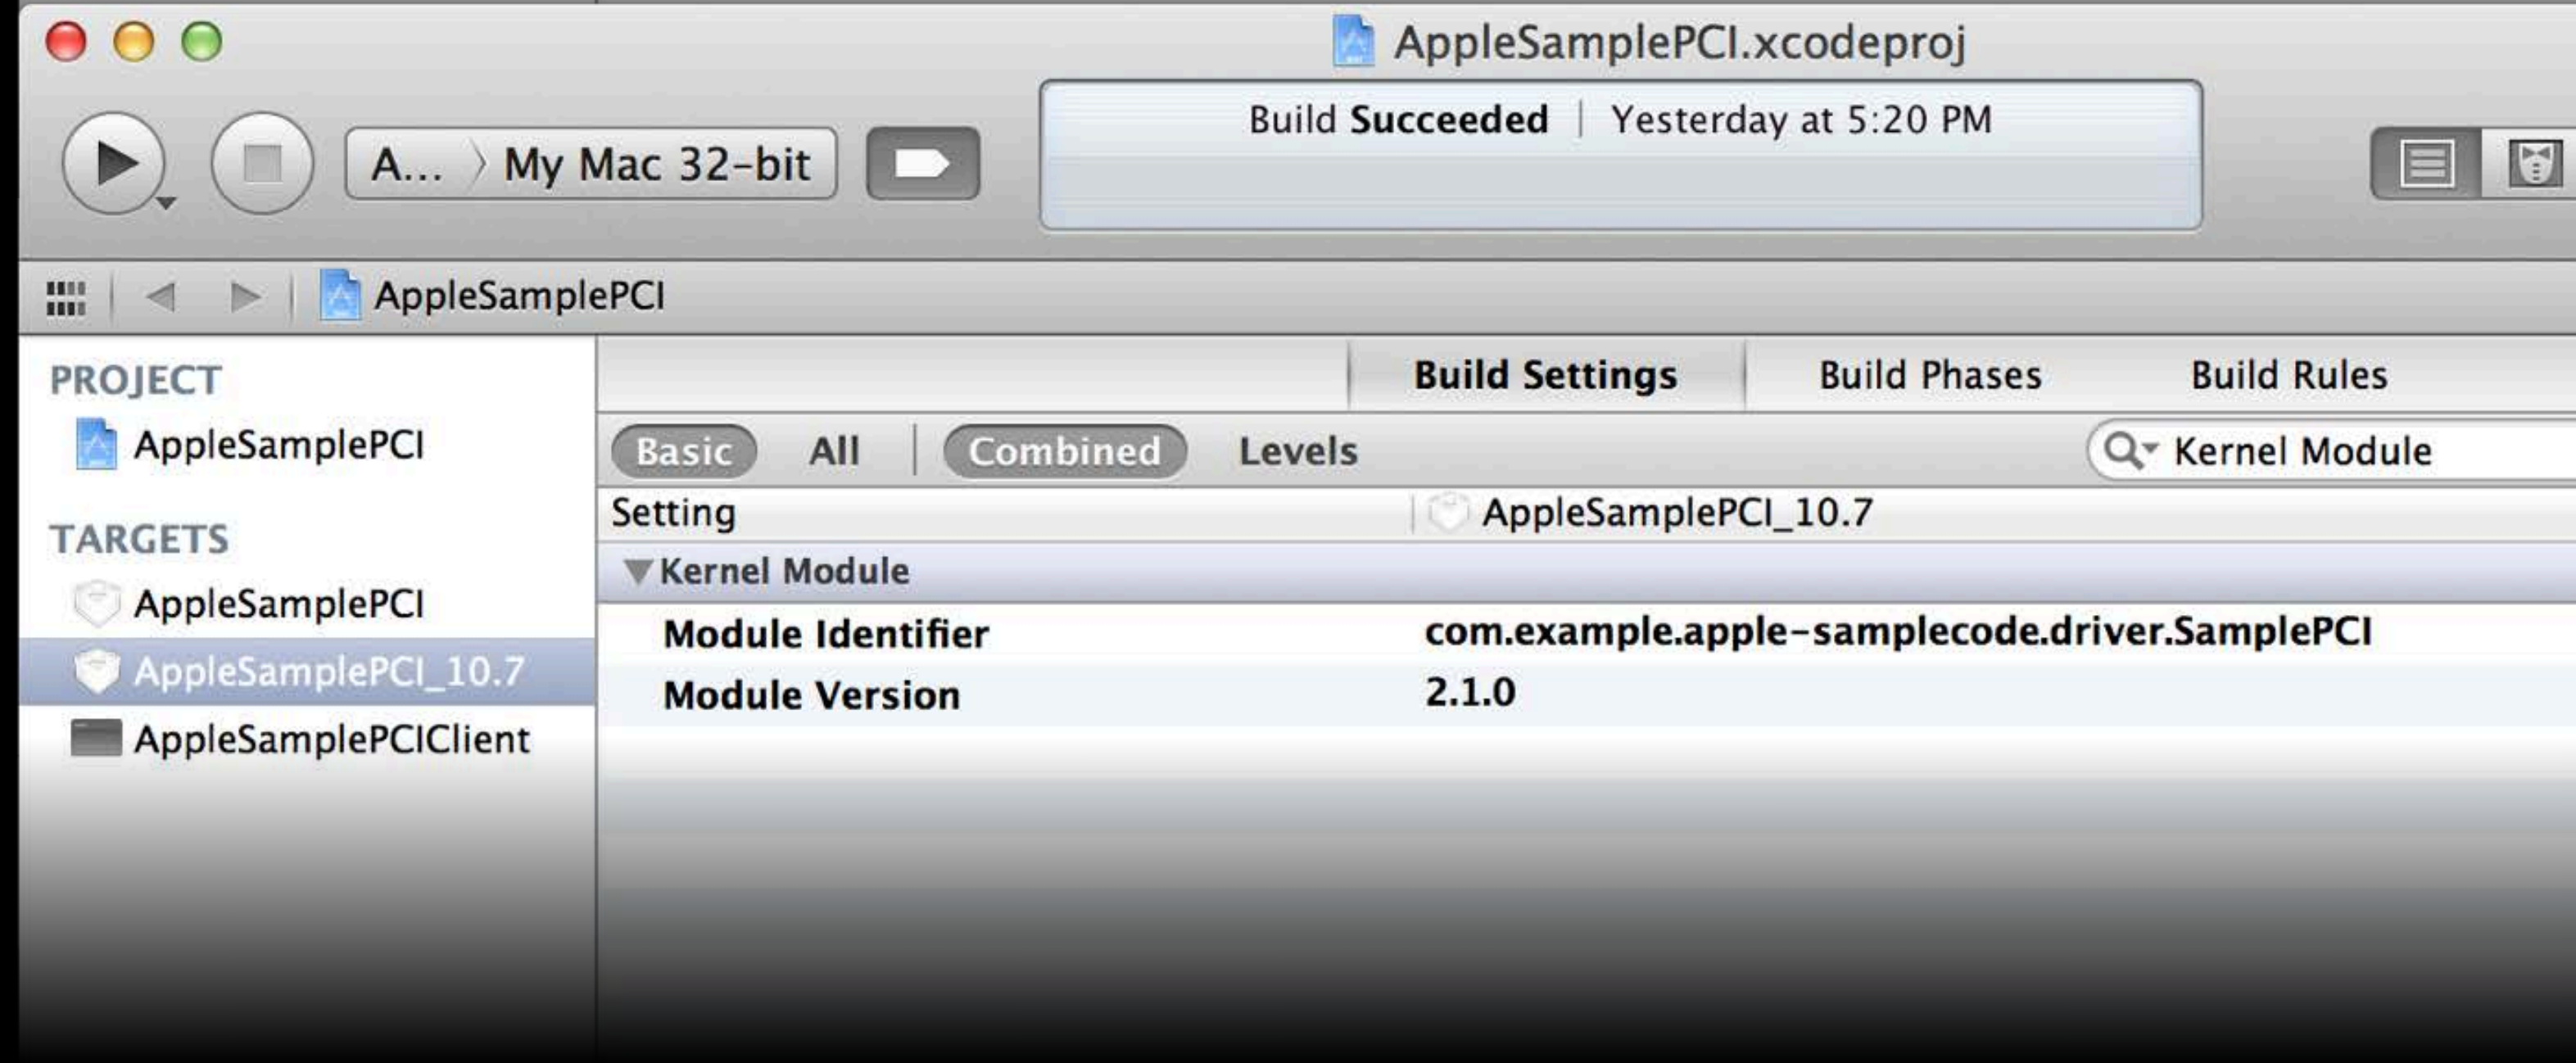 AppleSamplePCI.xcodeproj
Build Succeeded | Yesterday at 5:20 PM
A... 〉 My Mac 32-bit
AppleSamplePCI
PROJECT
AppleSamplePCI
TARGETS
AppleSamplePCI
AppleSamplePCI_10.7
AppleSamplePCIClient
Build Settings Build Phases Build Rules
Basic All | Combined Levels Kernel Module
Setting AppleSamplePCI_10.7
Kernel Module
Module Identifier com.example.apple-samplecode.driver.SamplePCI
Module Version 2.1.0